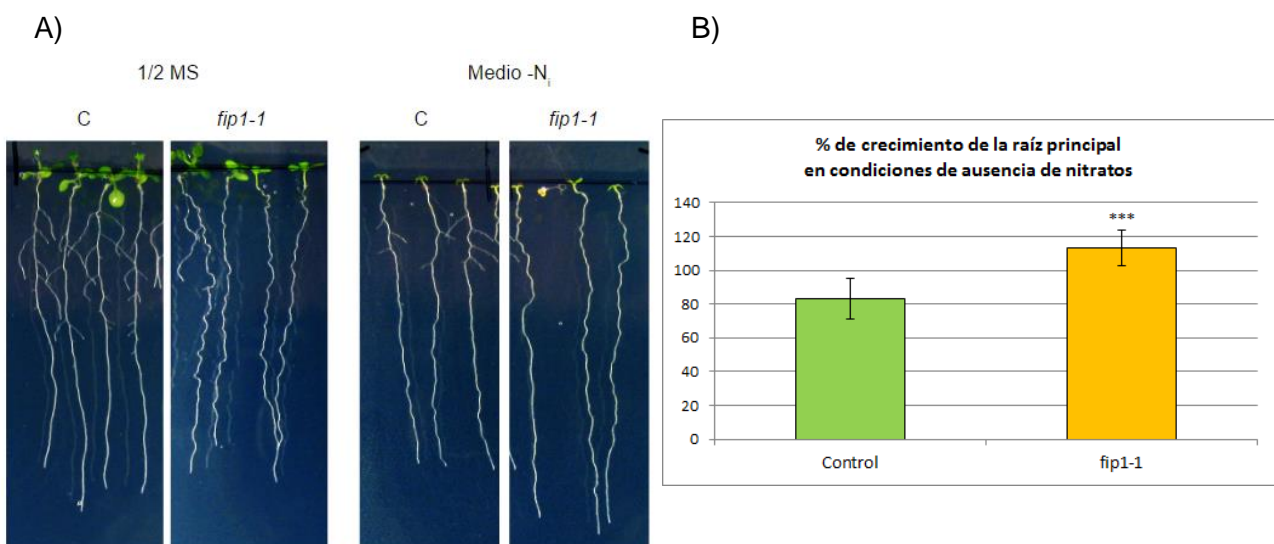 A)
B)
1/2 MS
Medio -Ni
C
fip1-1
C
fip1-1
% de crecimiento de la raíz principal
en condiciones de ausencia de nitratos
140
120
100
80
60
40
20
0
***
Control
fip1-1